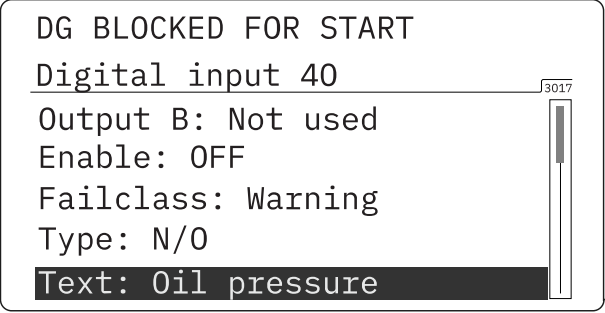 DG BLOCKED FOR START
Digital input 40
3017
Output B: Not used
Enable: OFF
Failclass: Warning
Type: N/O
Text: Oil pressure